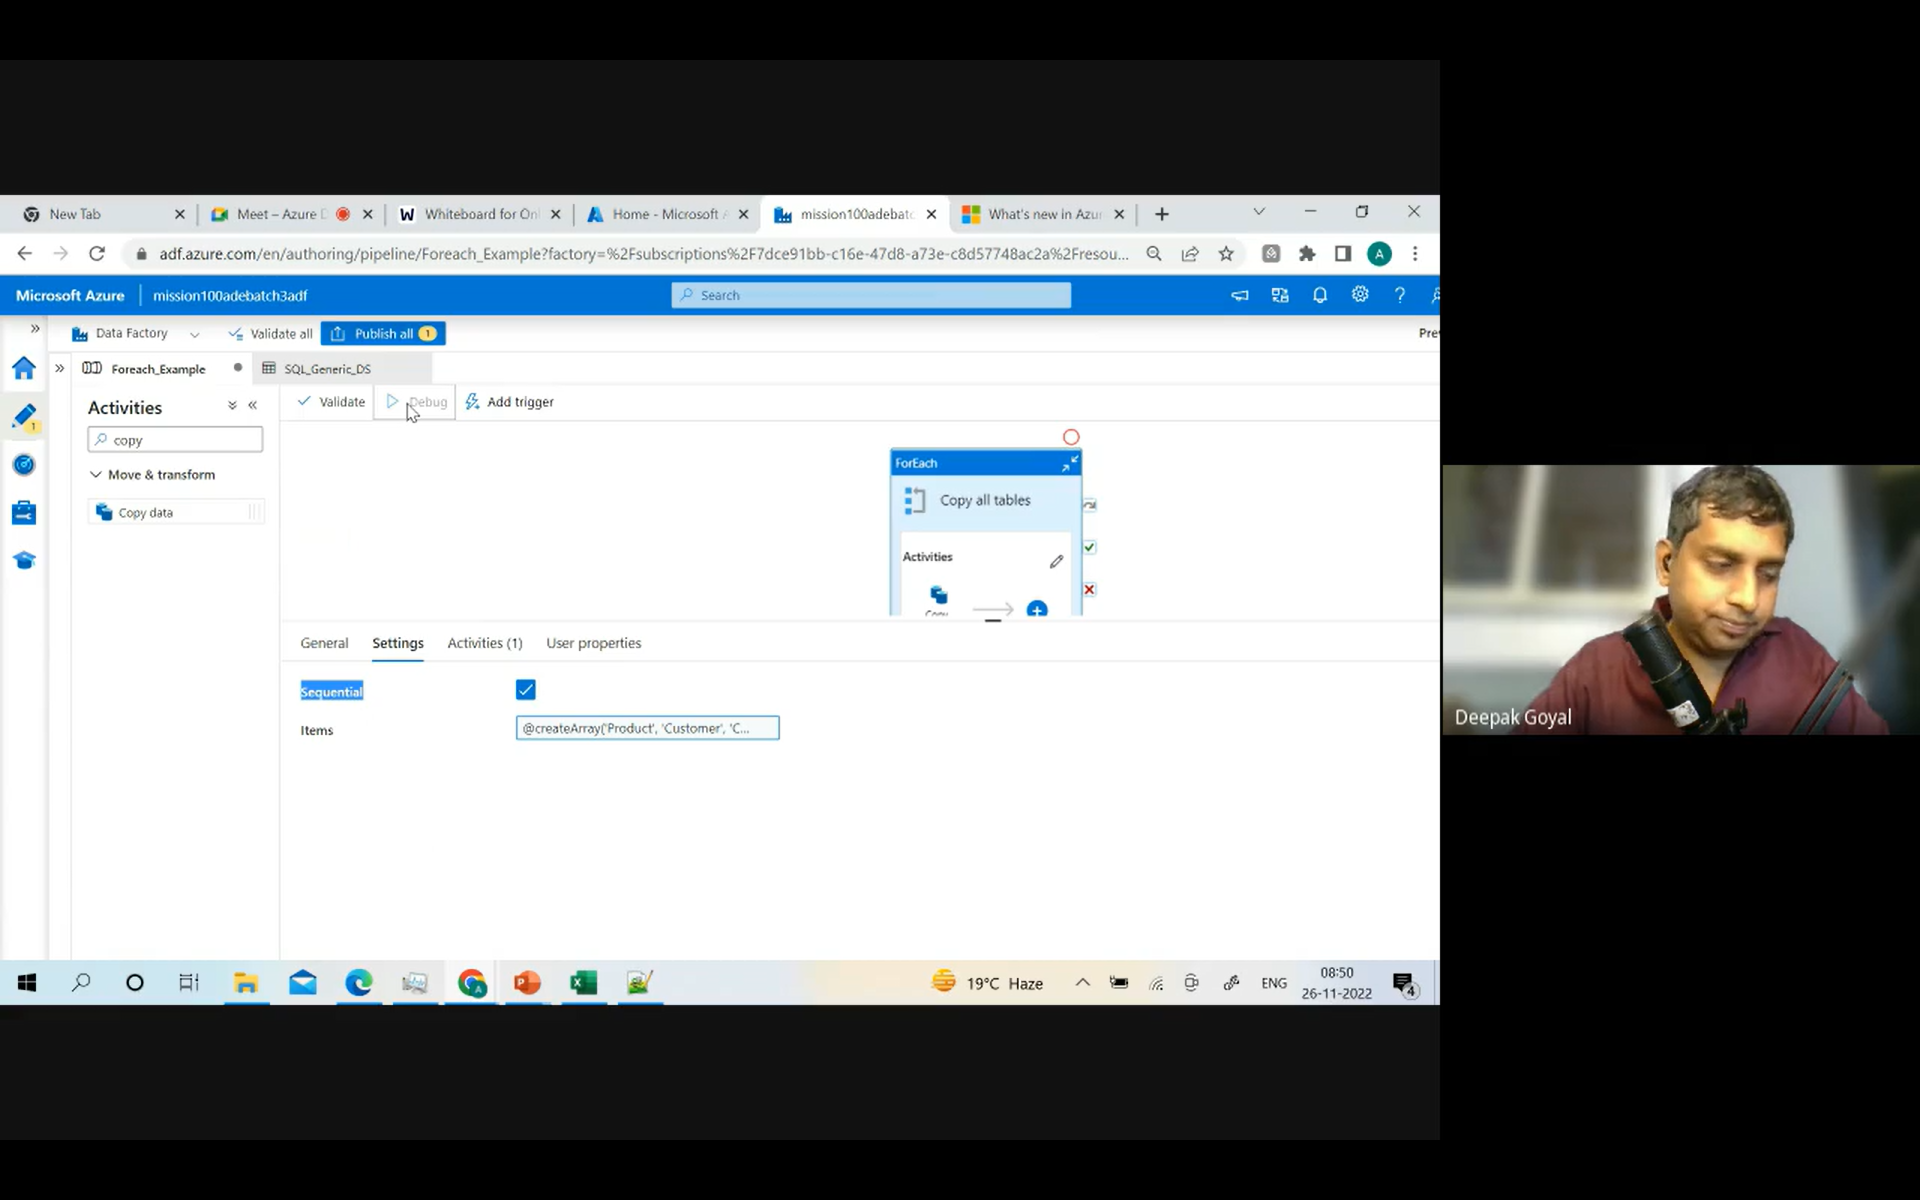 New Tab
Meet – Azure
Whiteboard for Onl
Home - Microsoft
mission100adebatc
What's new in Azur
adf.azure.com/en/authoring/pipeline/Foreach_Example?factory=%2Fsubscriptions%2F7dce91bb-c16e-47d8-a73e-c8d57748ac2a%2Fresou...
A
Microsoft Azure
mission100adebatch3adf
Search
Data Factory
Validate all
Publish all
1
Pre
Foreach_Example
SQL_Generic_DS
1
Activities
copy
Move & transform
Copy data
Validate
Debug
Add trigger
ForEach
Copy all tables
Activities
General
Settings
Activities (1)
User properties
Sequential
Items
@createArray('Product', 'Customer', 'C...
Deepak Goyal
19°C Haze
ENG
08:50
26-11-2022
4